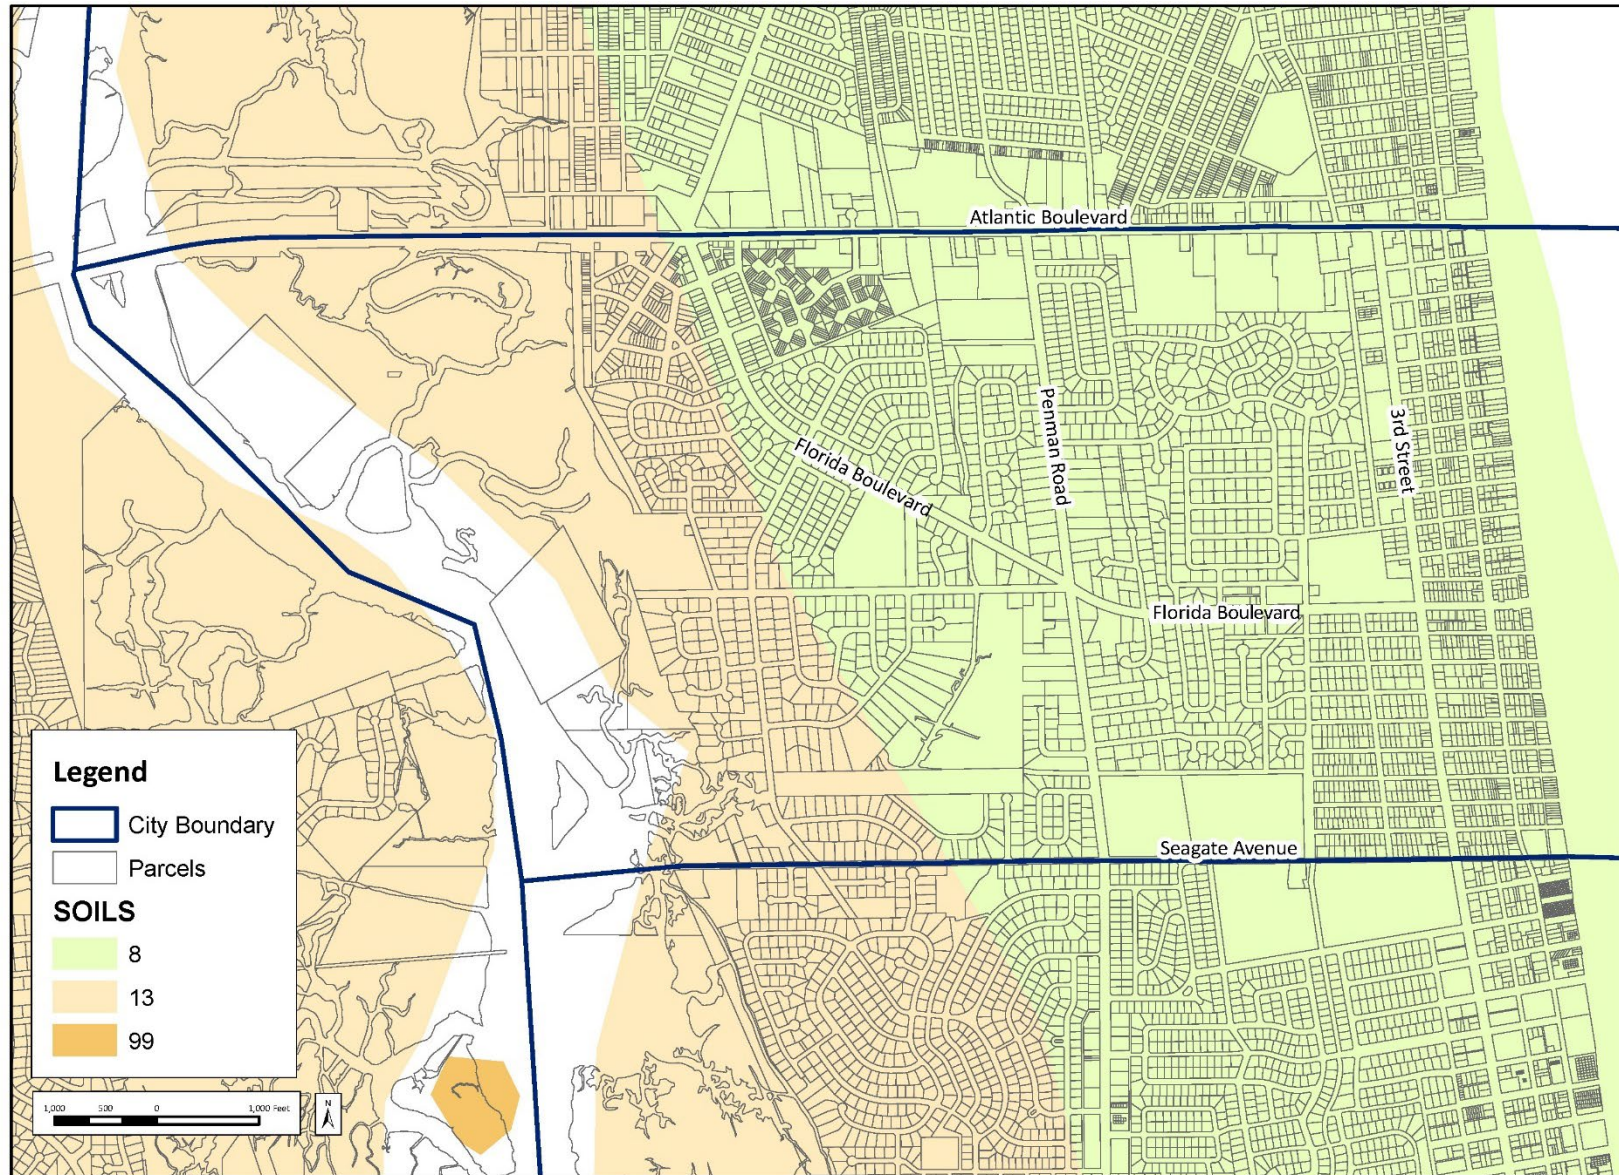 Atlantic Boulevard
Florida Boulevard
Penman Road
3rd Street
Florida Boulevard
Seagate Avenue
Legend
City Boundary
Parcels
SOILS
8
13
99
1,000 500 0 1,000 Feet
N